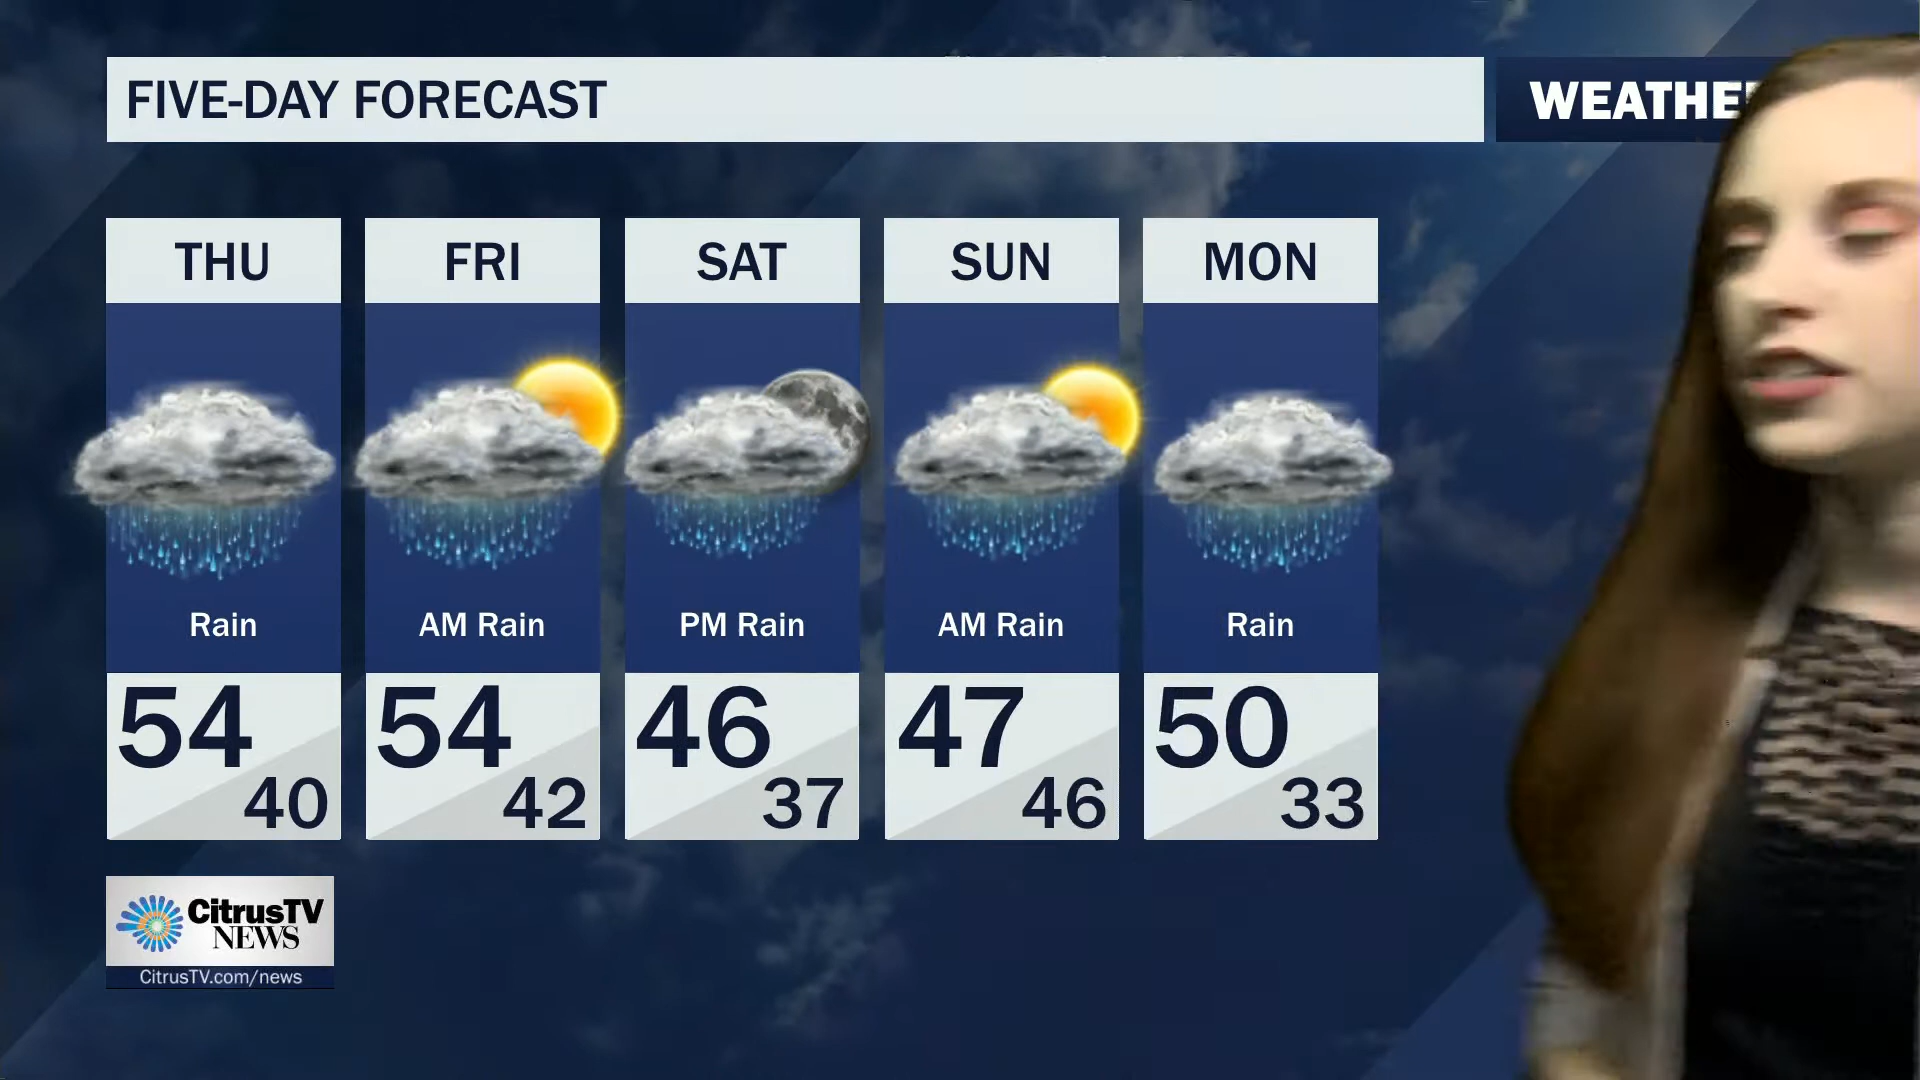 FIVE-DAY FORECAST
WEATHE
THU
FRI
SAT
SUN
MON
Rain
AM Rain
PM Rain
AM Rain
Rain
54
40
54
42
46
37
47
46
50
33
CitrusTV
NEWS
CitrusTV.com/news